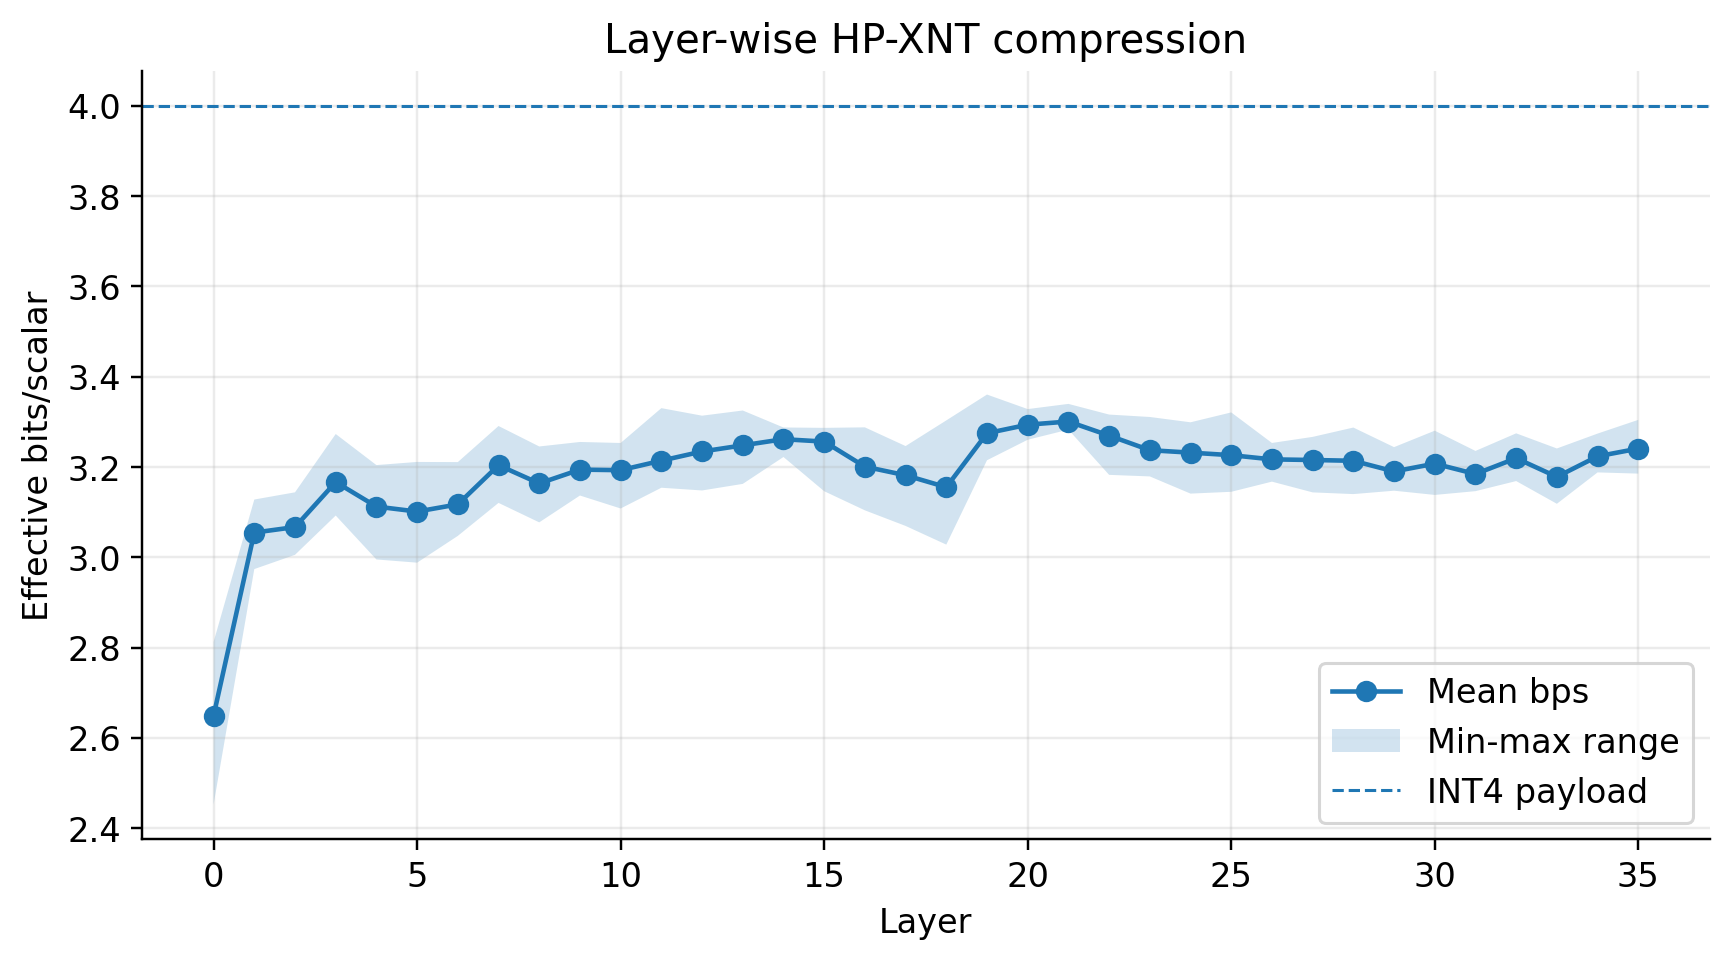 Layer-wise HP-XNT compression
Effective bits/scalar
4.0
3.8
3.6
3.4
3.2
3.0
2.8
2.6
2.4
Mean bps
Min-max range
INT4 payload
0 5 10 15 20 25 30 35
Layer